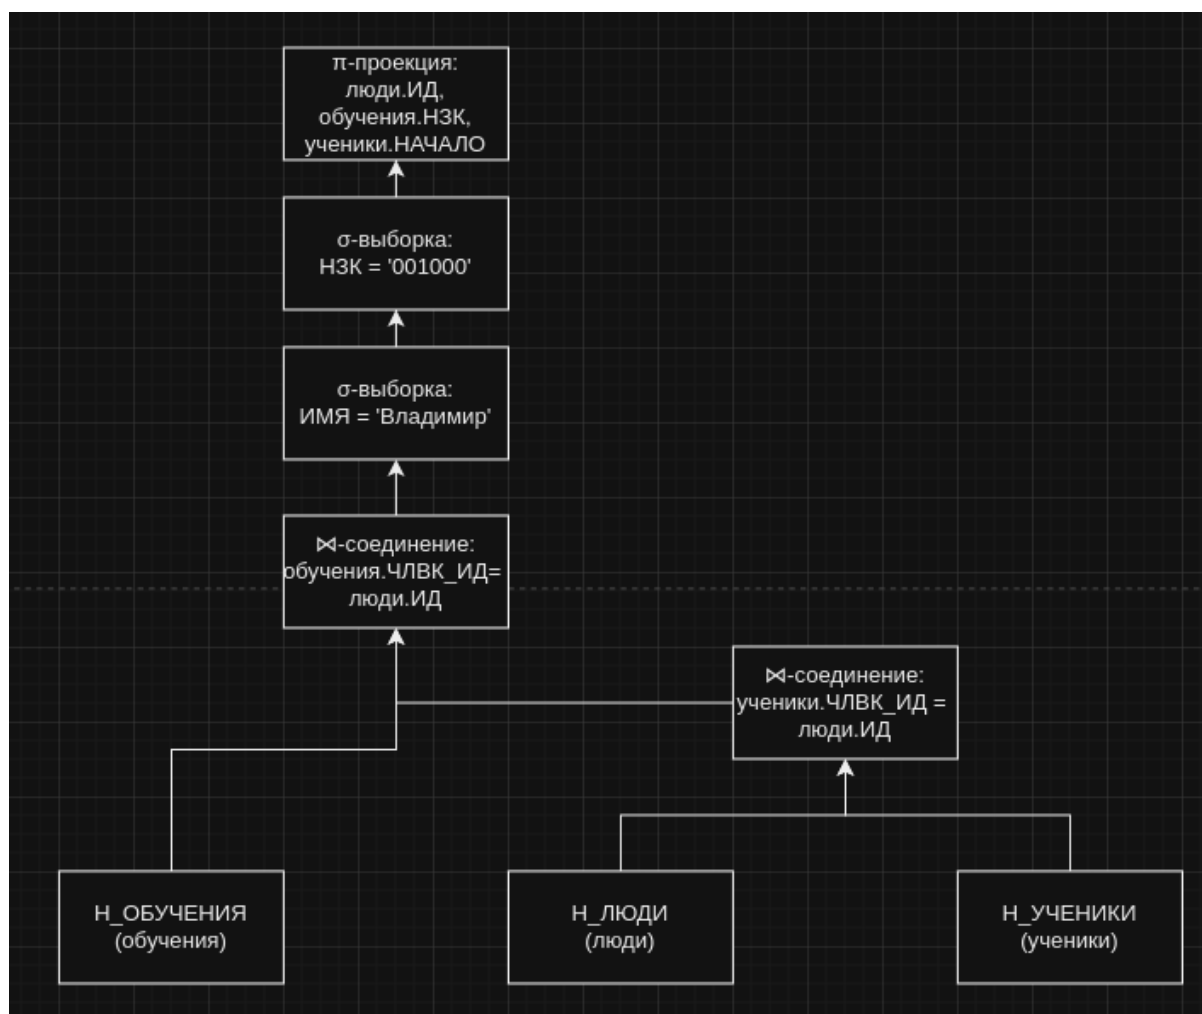 π-проекция:
люди.ИД,
обучения.НЗК,
ученики.НАЧАЛО
σ-выборка:
НЗК = '001000'
σ-выборка:
ИМЯ = 'Владимир'
⋈-соединение:
обучения.ЧЛВК_ИД=
люди.ИД
⋈-соединение:
ученики.ЧЛВК_ИД =
люди.ИД
Н_ОБУЧЕНИЯ
(обучения)
Н_ЛЮДИ
(люди)
Н_УЧЕНИКИ
(ученики)